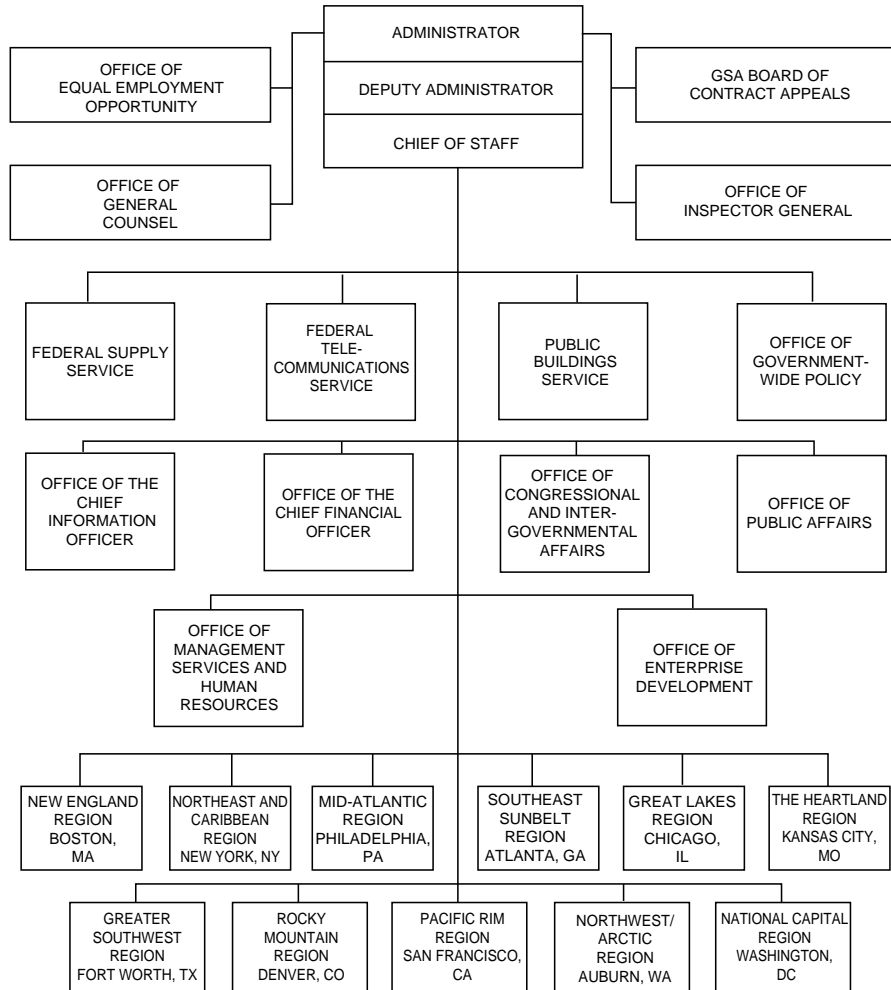 ADMINISTRATOR
DEPUTY ADMINISTRATOR
CHIEF OF STAFF
OFFICE OF
EQUAL EMPLOYMENT
OPPORTUNITY
GSA BOARD OF
CONTRACT APPEALS
OFFICE OF
GENERAL
COUNSEL
OFFICE OF
INSPECTOR GENERAL
FEDERAL SUPPLY
SERVICE
FEDERAL
TELE-
COMMUNICATIONS
SERVICE
PUBLIC
BUILDINGS
SERVICE
OFFICE OF
GOVERNMENT-
WIDE POLICY
OFFICE OF THE
CHIEF
INFORMATION
OFFICER
OFFICE OF THE
CHIEF FINANCIAL
OFFICER
OFFICE OF
CONGRESSIONAL
AND INTER-
GOVERNMENTAL
AFFAIRS
OFFICE OF
PUBLIC AFFAIRS
OFFICE OF
MANAGEMENT
SERVICES AND
HUMAN
RESOURCES
OFFICE OF
ENTERPRISE
DEVELOPMENT
NEW ENGLAND
REGION
BOSTON,
MA
NORTHEAST AND
CARIBBEAN
REGION
NEW YORK, NY
MID-ATLANTIC
REGION
PHILADELPHIA,
PA
SOUTHEAST
SUNBELT
REGION
ATLANTA, GA
GREAT LAKES
REGION
CHICAGO,
IL
THE HEARTLAND
REGION
KANSAS CITY,
MO
GREATER
SOUTHWEST
REGION
FORT WORTH, TX
ROCKY
MOUNTAIN
REGION
DENVER, CO
PACIFIC RIM
REGION
SAN FRANCISCO,
CA
NORTHWEST/
ARCTIC
REGION
AUBURN, WA
NATIONAL CAPITAL
REGION
WASHINGTON,
DC